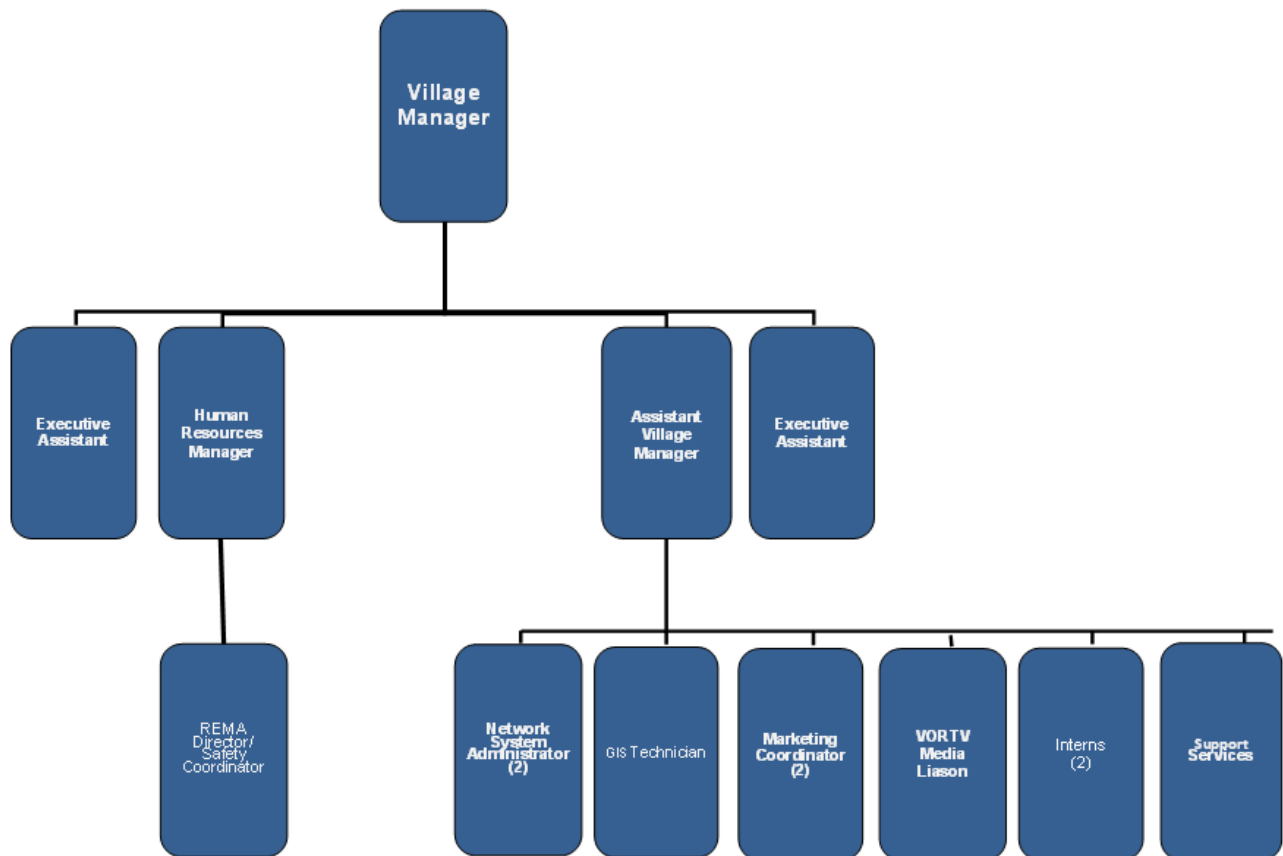 Village
Manager
Executive
Assistant
Human
Resources
Manager
Assistant
Village
Manager
Executive
Assistant
REMA
Director/
Safety
Coordinator
Network
System
Administrator
(2)
GIS Technician
Marketing
Coordinator
(2)
VORTV
Media
Liason
Interns
(2)
Support
Services